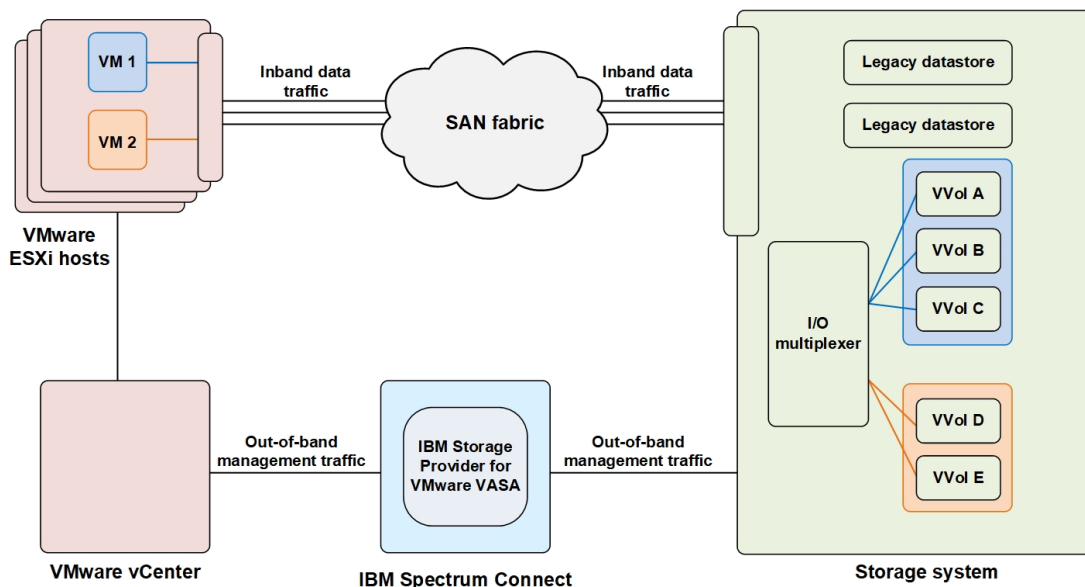 VM 1
VM 2
VMware
ESXi hosts
Inband data
traffic
SAN fabric
Inband data
traffic
Legacy datastore
Legacy datastore
VVol A
VVol B
VVol C
I/O
multiplexer
VVol D
VVol E
Out-of-band
management traffic
IBM Storage
Provider for
VMware VASA
Out-of-band
management traffic
VMware vCenter
IBM Spectrum Connect
Storage system